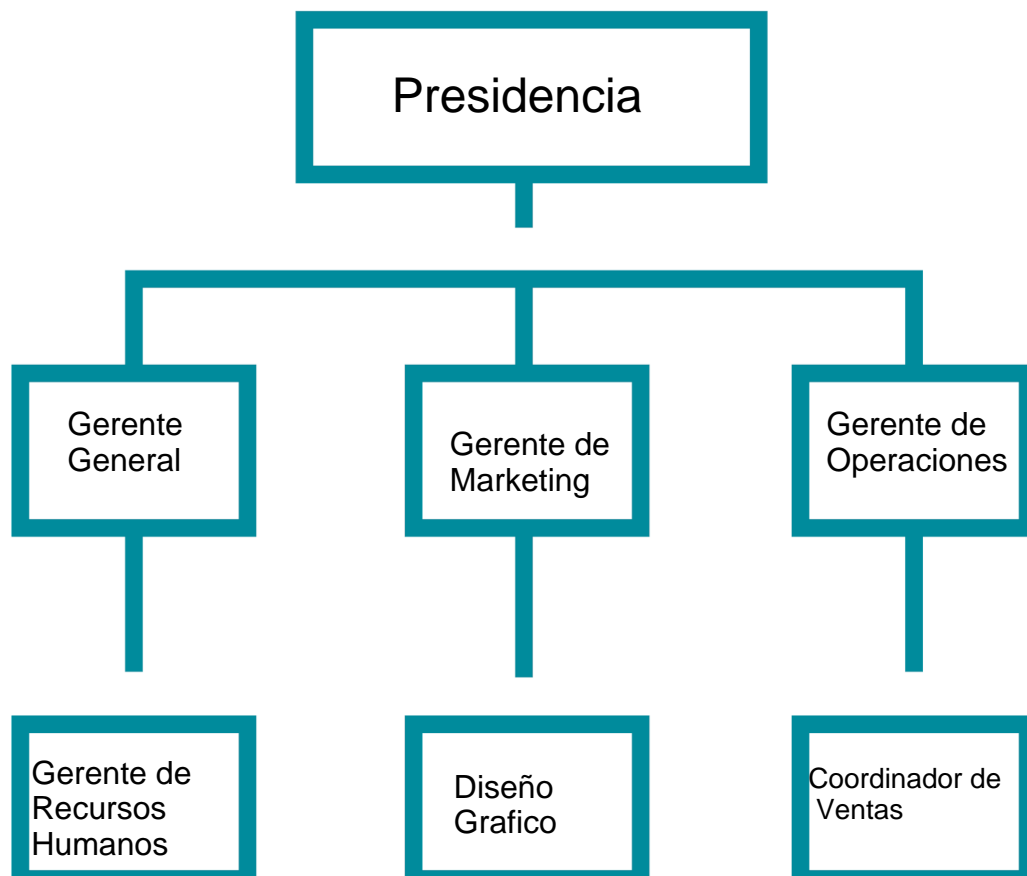 Presidencia
Gerente
General
Gerente de
Marketing
Gerente de
Operaciones
Gerente de
Recursos
Humanos
Diseño
Grafico
Coordinador de
Ventas